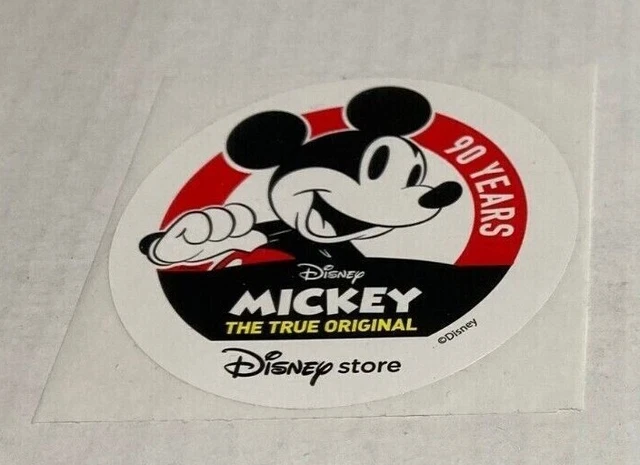 90 YEARS
Disney
MICKEY
THE TRUE ORIGINAL
©Disney
Disney store